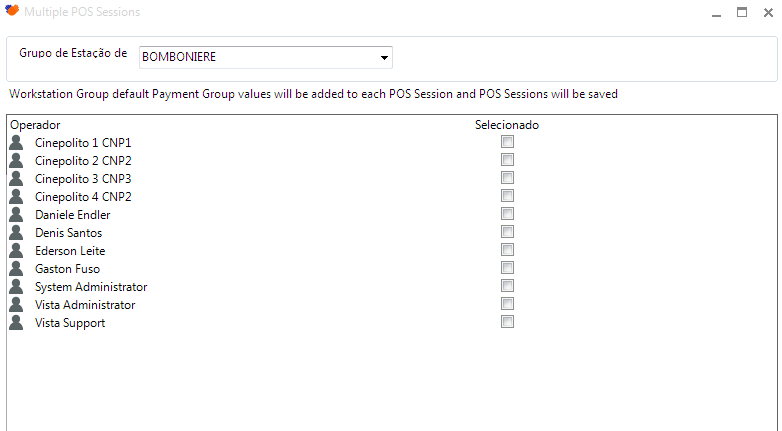 Multiple POS Sessions
Grupo de Estação de BOMBONIERE
Workstation Group default Payment Group values will be added to each POS Session and POS Sessions will be saved
Operador Selecionado
Cinepolito 1 CNP1
Cinepolito 2 CNP2
Cinepolito 3 CNP3
Cinepolito 4 CNP2
Daniele Endler
Denis Santos
Ederson Leite
Gaston Fuso
System Administrator
Vista Administrator
Vista Support